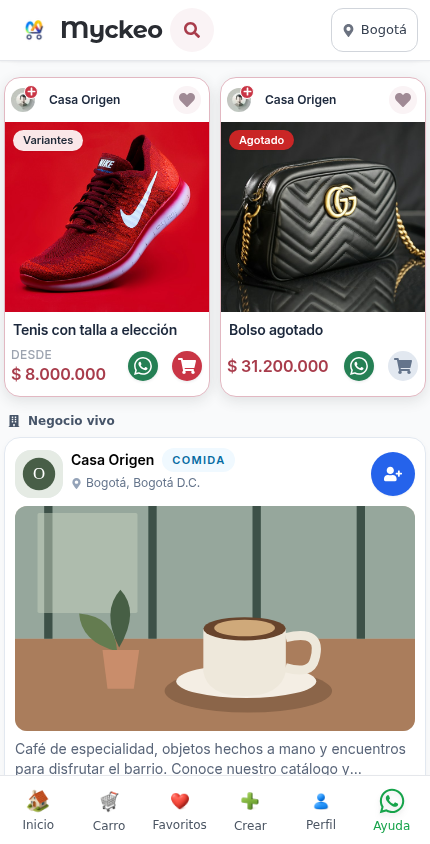 Myckeo
Bogotá
Casa Origen
Casa Origen
Variantes
NIKE
Agotado
Tenis con talla a elección
Bolso agotado
DESDE
$ 8.000.000
$ 31.200.000
Negocio vivo
O
Casa Origen
COMIDA
Bogotá, Bogotá D.C.
Café de especialidad, objetos hechos a mano y encuentros
para disfrutar el barrio. Conoce nuestro catálogo y...
Inicio
Carro
Favoritos
Crear
Perfil
Ayuda